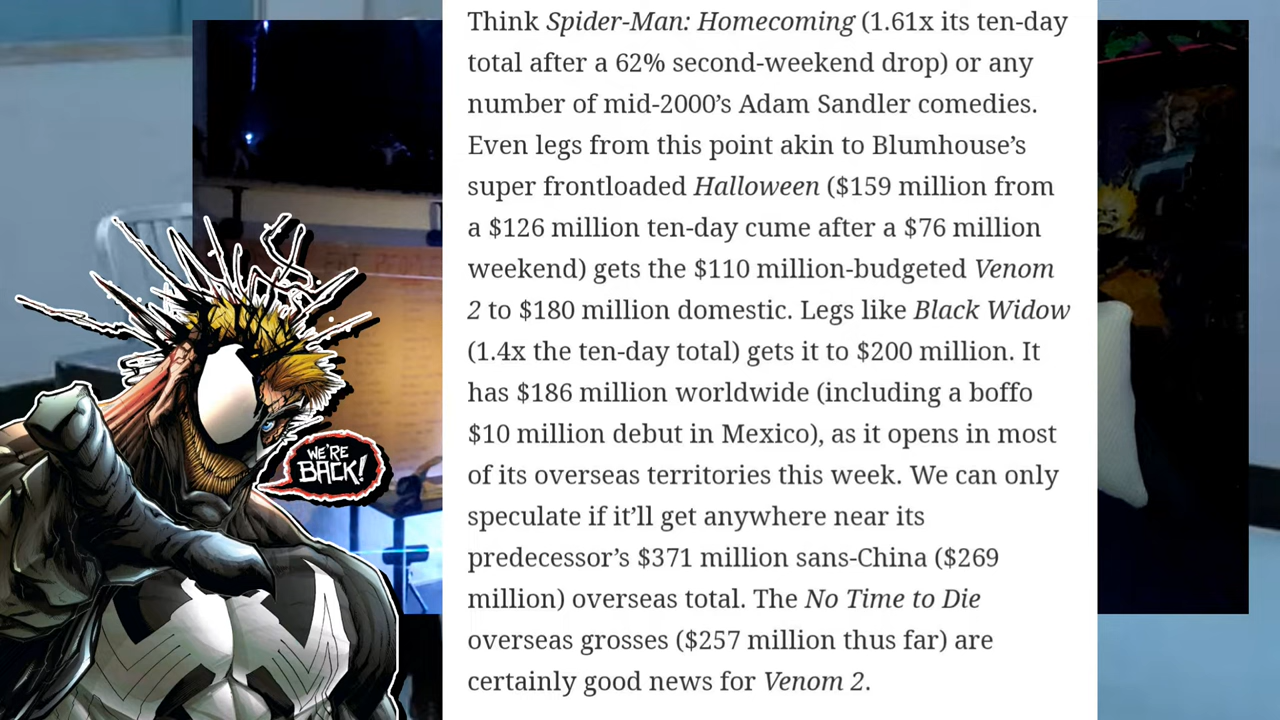 Think Spider-Man: Homecoming (1.61x its ten-day
total after a 62% second-weekend drop) or any
number of mid-2000’s Adam Sandler comedies.
Even legs from this point akin to Blumhouse’s
super frontloaded Halloween ($159 million from
a $126 million ten-day cume after a $76 million
weekend) gets the $110 million-budgeted Venom
2 to $180 million domestic. Legs like Black Widow
(1.4x the ten-day total) gets it to $200 million. It
has $186 million worldwide (including a boffo
$10 million debut in Mexico), as it opens in most
of its overseas territories this week. We can only
speculate if it’ll get anywhere near its
predecessor’s $371 million sans-China ($269
million) overseas total. The No Time to Die
overseas grosses ($257 million thus far) are
certainly good news for Venom 2.
WE'RE
BACK!